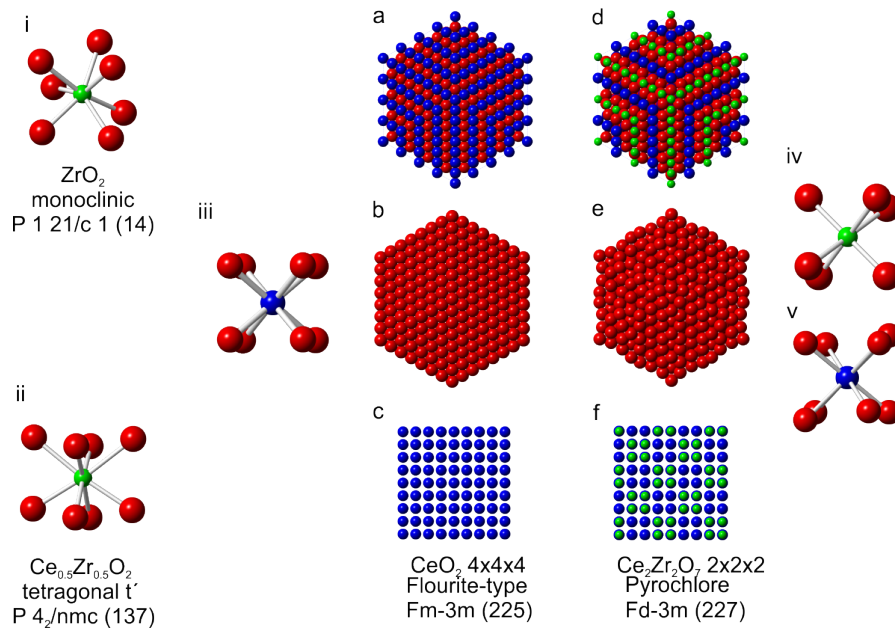 i
ZrO₂
monoclinic
P 1 21/c 1 (14)
ii
Ce₀.₅Zr₀.₅O₂
tetragonal t´
P 4₂/nmc (137)
iii
a
b
c
CeO₂ 4x4x4
Flourite-type
Fm-3m (225)
d
e
f
Ce₂Zr₂O₇ 2x2x2
Pyrochlore
Fd-3m (227)
iv
v